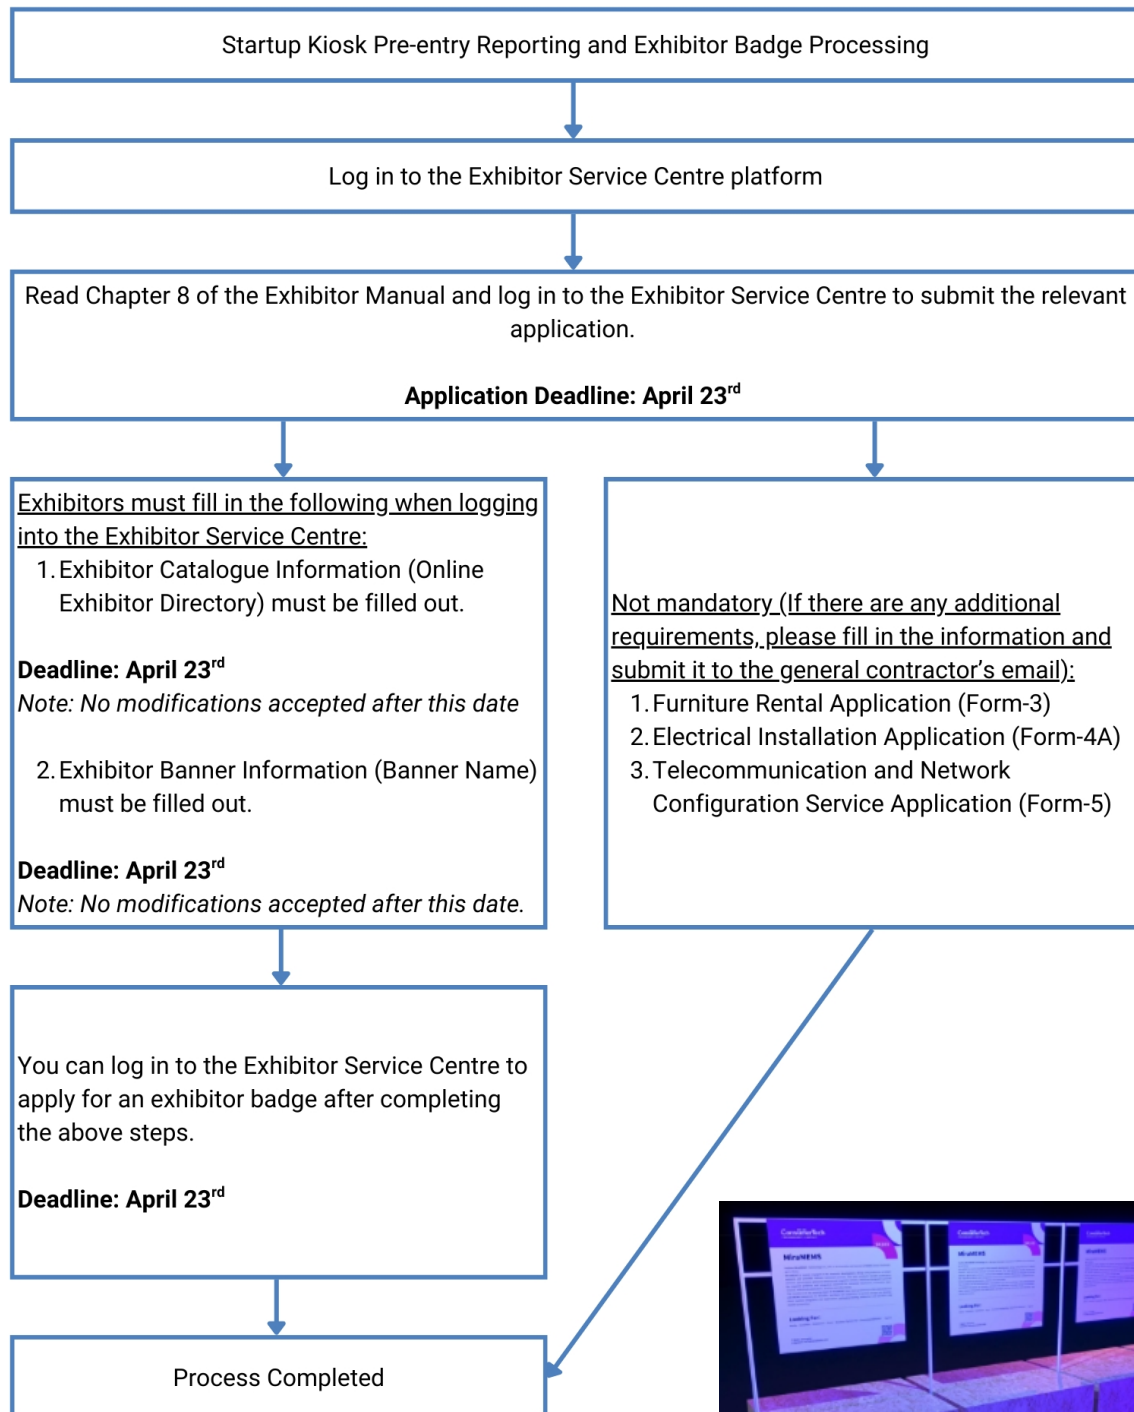 Startup Kiosk Pre-entry Reporting and Exhibitor Badge Processing
Log in to the Exhibitor Service Centre platform
Read Chapter 8 of the Exhibitor Manual and log in to the Exhibitor Service Centre to submit the relevant
application.
Application Deadline: April 23rd
Exhibitors must fill in the following when logging
into the Exhibitor Service Centre:
1. Exhibitor Catalogue Information (Online
Exhibitor Directory) must be filled out.
Deadline: April 23rd
Note: No modifications accepted after this date
2. Exhibitor Banner Information (Banner Name)
must be filled out.
Deadline: April 23rd
Note: No modifications accepted after this date.
Not mandatory (If there are any additional
requirements, please fill in the information and
submit it to the general contractor’s email):
1. Furniture Rental Application (Form-3)
2. Electrical Installation Application (Form-4A)
3. Telecommunication and Network
Configuration Service Application (Form-5)
You can log in to the Exhibitor Service Centre to
apply for an exhibitor badge after completing
the above steps.
Deadline: April 23rd
Process Completed